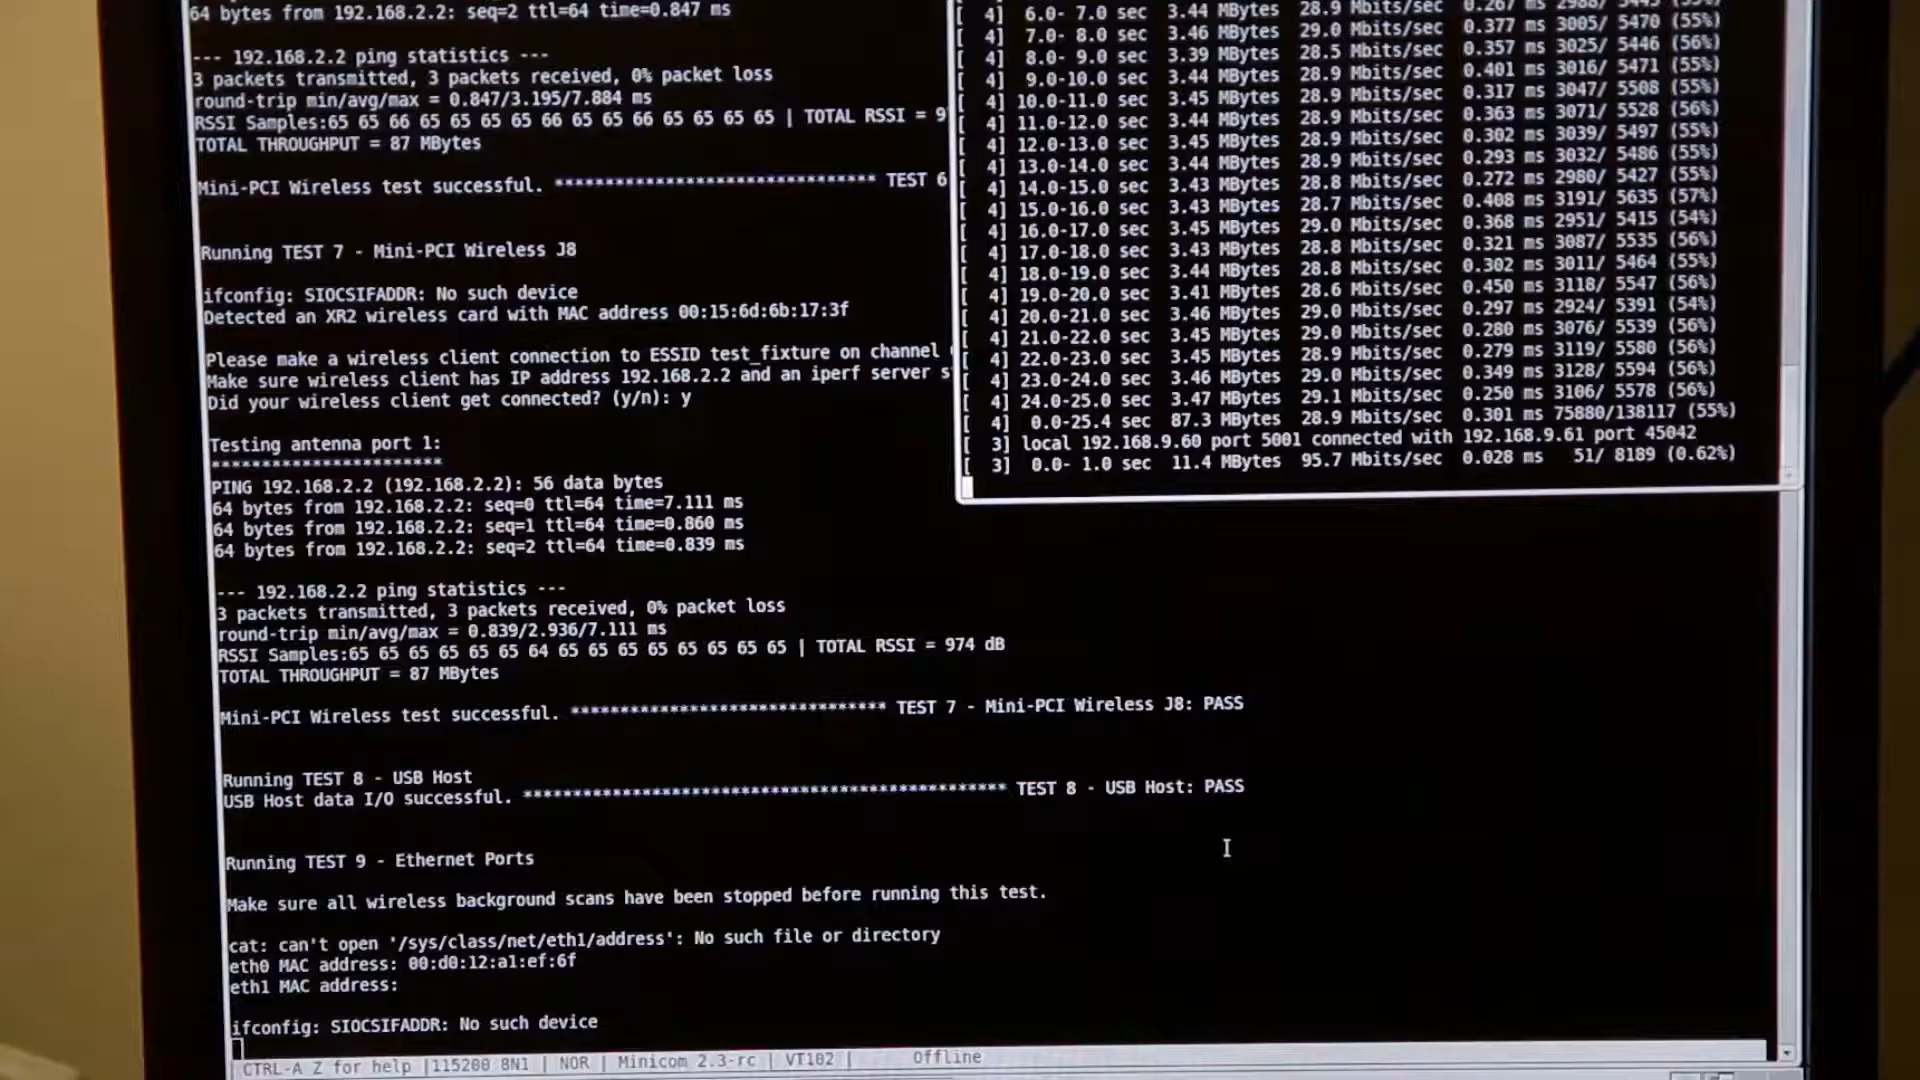 64 bytes from 192.168.2.2: seq=2 ttl=64 time=0.847 ms
--- 192.168.2.2 ping statistics ---
3 packets transmitted, 3 packets received, 0% packet loss
round-trip min/avg/max = 0.847/3.195/7.884 ms
RSSI Samples:65 65 66 65 65 65 65 66 65 65 66 65 65 65 65 | TOTAL RSSI = 9
TOTAL THROUGHPUT = 87 MBytes
Mini-PCI Wireless test successful. ******************************** TEST 6
Running TEST 7 - Mini-PCI Wireless J8
ifconfig: SIOCSIFADDR: No such device
Detected an XR2 wireless card with MAC address 00:15:6d:6b:17:3f
Please make a wireless client connection to ESSID test_fixture on channel
Make sure wireless client has IP address 192.168.2.2 and an iperf server s
Did your wireless client get connected? (y/n): y
Testing antenna port 1:
***********************
PING 192.168.2.2 (192.168.2.2): 56 data bytes
64 bytes from 192.168.2.2: seq=0 ttl=64 time=7.111 ms
64 bytes from 192.168.2.2: seq=1 ttl=64 time=0.860 ms
64 bytes from 192.168.2.2: seq=2 ttl=64 time=0.839 ms
--- 192.168.2.2 ping statistics ---
3 packets transmitted, 3 packets received, 0% packet loss
round-trip min/avg/max = 0.839/2.936/7.111 ms
RSSI Samples:65 65 65 65 65 65 64 65 65 65 65 65 65 65 65 | TOTAL RSSI = 974 dB
TOTAL THROUGHPUT = 87 MBytes
Mini-PCI Wireless test successful. ******************************** TEST 7 - Mini-PCI Wireless J8: PASS
Running TEST 8 - USB Host
USB Host data I/O successful. ************************************************* TEST 8 - USB Host: PASS
Running TEST 9 - Ethernet Ports
Make sure all wireless background scans have been stopped before running this test.
cat: can't open '/sys/class/net/eth1/address': No such file or directory
eth0 MAC address: 00:d0:12:a1:ef:6f
eth1 MAC address:
ifconfig: SIOCSIFADDR: No such device
CTRL-A Z for help |115200 8N1 | NOR | Minicom 2.3-rc | VT102 | Offline
[ 4] 6.0- 7.0 sec 3.44 MBytes 28.9 Mbits/sec 0.267 ms
[ 4] 7.0- 8.0 sec 3.46 MBytes 29.0 Mbits/sec 0.377 ms 3005/ 5470 (55%)
[ 4] 8.0- 9.0 sec 3.39 MBytes 28.5 Mbits/sec 0.357 ms 3025/ 5446 (56%)
[ 4] 9.0-10.0 sec 3.44 MBytes 28.9 Mbits/sec 0.401 ms 3016/ 5471 (55%)
[ 4] 10.0-11.0 sec 3.45 MBytes 28.9 Mbits/sec 0.317 ms 3047/ 5508 (55%)
[ 4] 11.0-12.0 sec 3.44 MBytes 28.9 Mbits/sec 0.363 ms 3071/ 5528 (56%)
[ 4] 12.0-13.0 sec 3.45 MBytes 28.9 Mbits/sec 0.302 ms 3039/ 5497 (55%)
[ 4] 13.0-14.0 sec 3.44 MBytes 28.9 Mbits/sec 0.293 ms 3032/ 5486 (55%)
[ 4] 14.0-15.0 sec 3.43 MBytes 28.8 Mbits/sec 0.272 ms 2980/ 5427 (55%)
[ 4] 15.0-16.0 sec 3.43 MBytes 28.7 Mbits/sec 0.408 ms 3191/ 5635 (57%)
[ 4] 16.0-17.0 sec 3.45 MBytes 29.0 Mbits/sec 0.368 ms 2951/ 5415 (54%)
[ 4] 17.0-18.0 sec 3.43 MBytes 28.8 Mbits/sec 0.321 ms 3087/ 5535 (56%)
[ 4] 18.0-19.0 sec 3.44 MBytes 28.8 Mbits/sec 0.302 ms 3011/ 5464 (55%)
[ 4] 19.0-20.0 sec 3.41 MBytes 28.6 Mbits/sec 0.450 ms 3118/ 5547 (56%)
[ 4] 20.0-21.0 sec 3.46 MBytes 29.0 Mbits/sec 0.297 ms 2924/ 5391 (54%)
[ 4] 21.0-22.0 sec 3.45 MBytes 28.9 Mbits/sec 0.280 ms 3076/ 5539 (56%)
[ 4] 22.0-23.0 sec 3.45 MBytes 28.9 Mbits/sec 0.279 ms 3119/ 5580 (56%)
[ 4] 23.0-24.0 sec 3.46 MBytes 29.0 Mbits/sec 0.349 ms 3128/ 5594 (56%)
[ 4] 24.0-25.0 sec 3.47 MBytes 29.1 Mbits/sec 0.250 ms 3106/ 5578 (56%)
[ 4] 0.0-25.4 sec 87.3 MBytes 28.9 Mbits/sec 0.301 ms 75880/138117 (55%)
[ 3] local 192.168.9.60 port 5001 connected with 192.168.9.61 port 45042
[ 3] 0.0- 1.0 sec 11.4 MBytes 95.7 Mbits/sec 0.028 ms 51/ 8189 (0.62%)